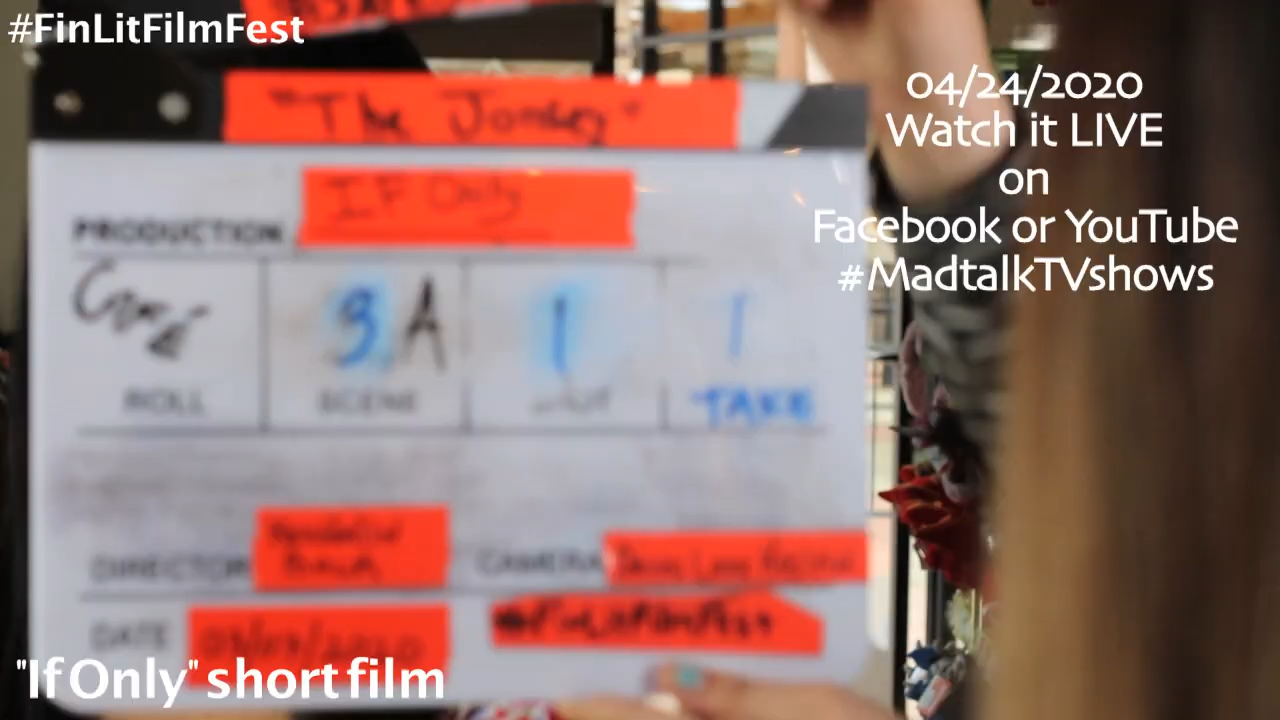 #FinLitFilmFest
04/24/2020
Watch it LIVE
on
Facebook or YouTube
#MadtalkTVshows
"The
PRODUCTION IF Only
3A 1 1
ROLL SCENE TAKE
DIRECTOR CAMERA
DATE #FinLitFilmFest
"If Only" short film